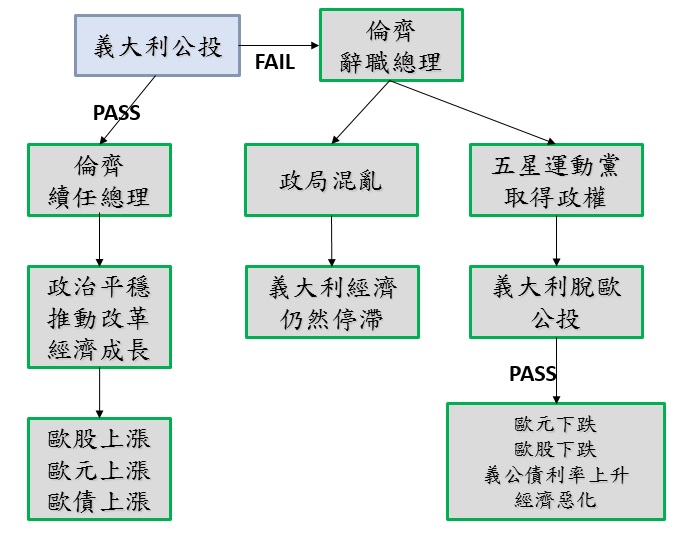 義大利公投
FAIL
倫齊
辭職總理
PASS
倫齊
續任總理
政局混亂
五星運動黨
取得政權
政治平穩
推動改革
經濟成長
義大利經濟
仍然停滯
義大利脫歐
公投
PASS
歐股上漲
歐元上漲
歐債上漲
歐元下跌
歐股下跌
義公債利率上升
經濟惡化